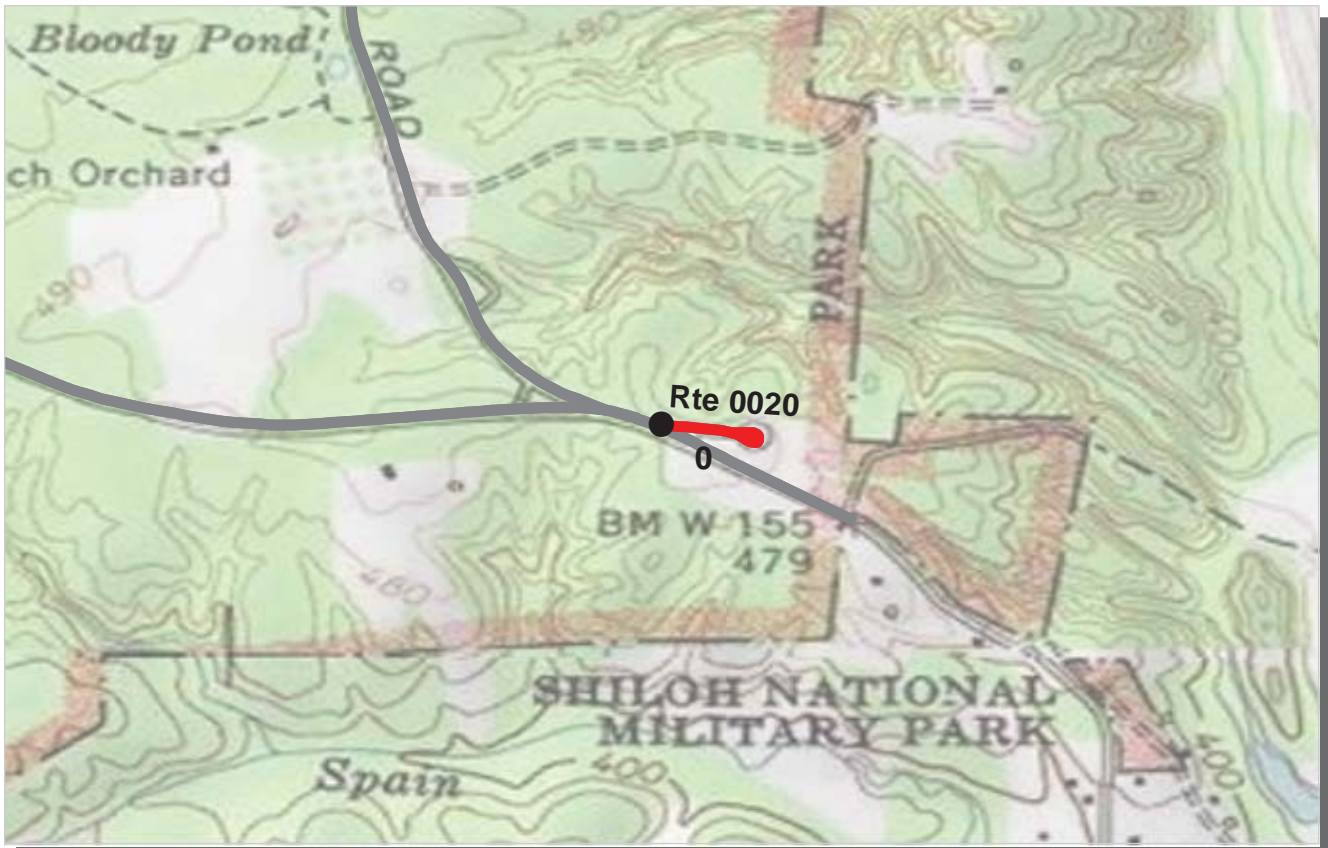 Bloody Pond
480
ROAD
ch Orchard
PARK
490
400
Rte 0020
0
BM W 155
479
480
SHILOH NATIONAL
MILITARY PARK
Spain
400
400